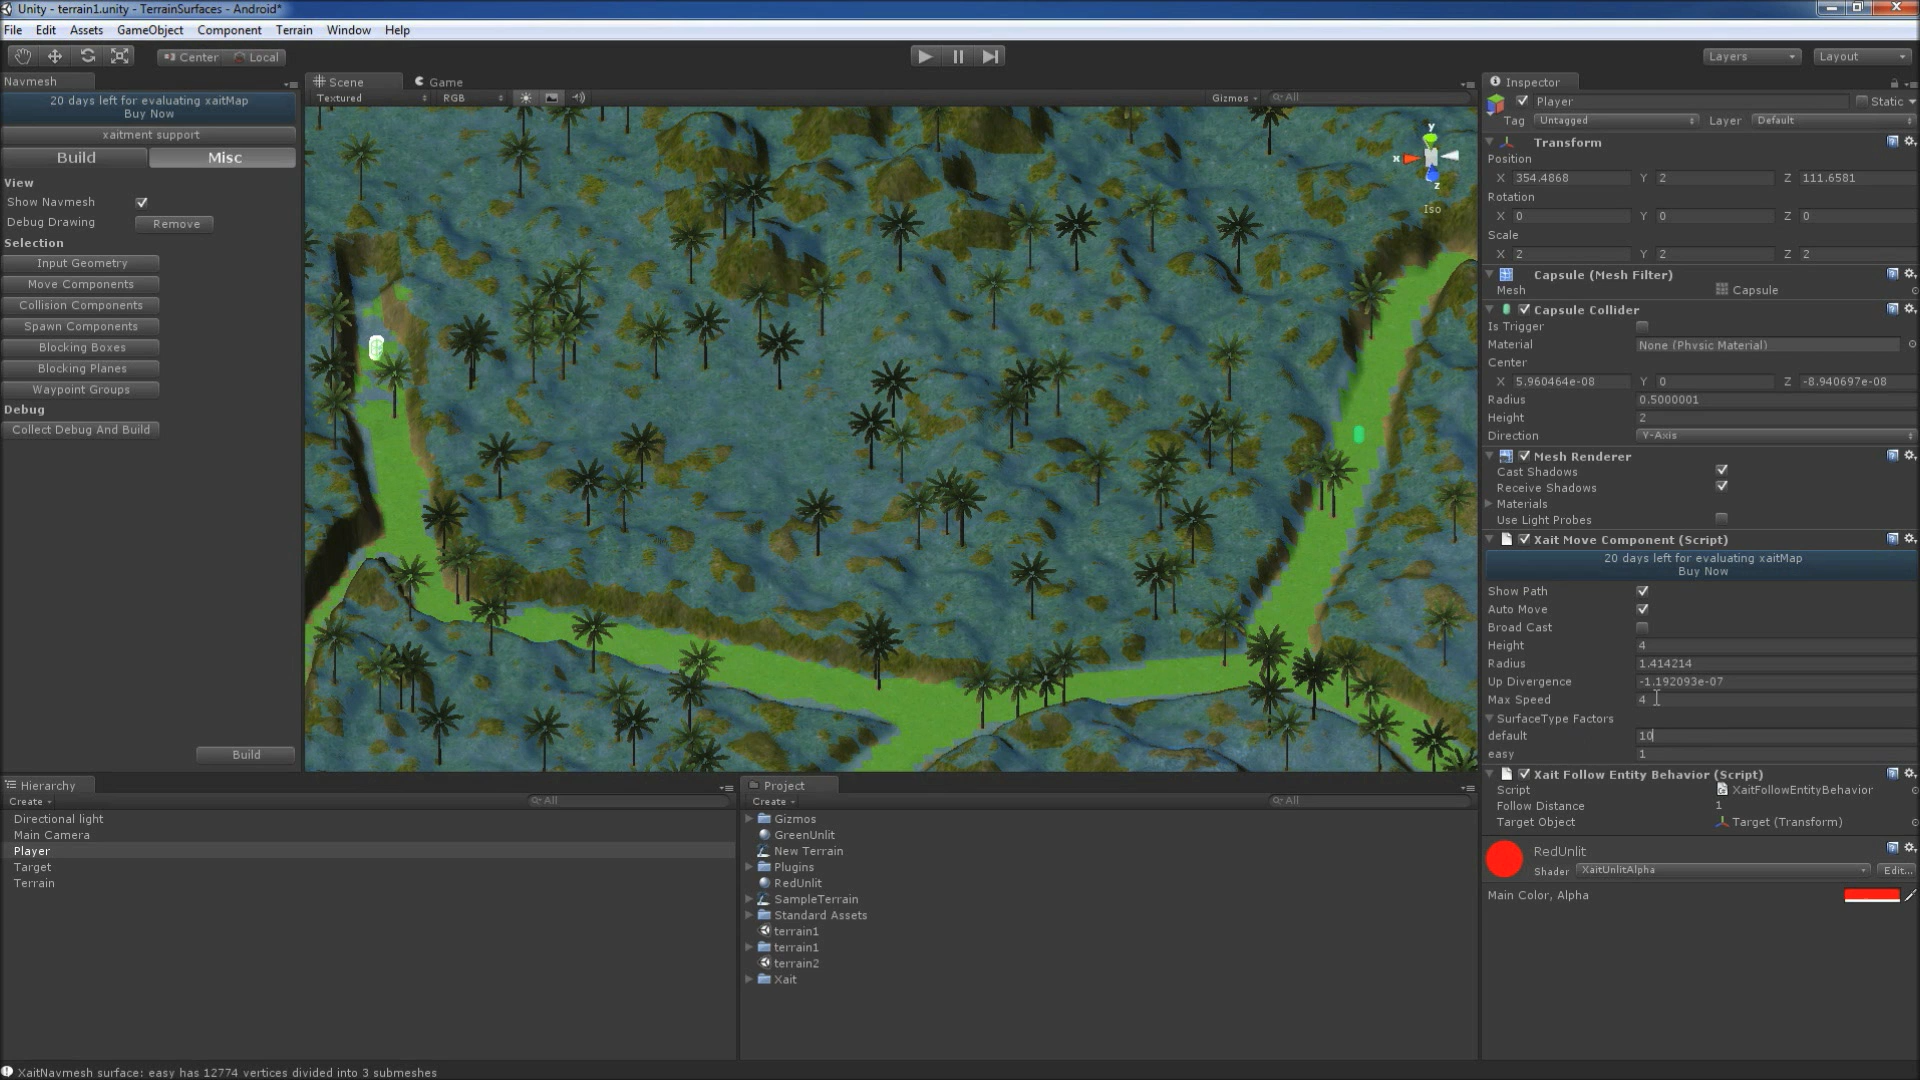 Unity - terrain1.unity - TerrainSurfaces - Android*
File Edit Assets GameObject Component Terrain Window Help
Center Local
Layers Layout
Navmesh
20 days left for evaluating xaitMap
Buy Now
xaitment support
Build Misc
View
Show Navmesh
Debug Drawing Remove
Selection
Input Geometry
Move Components
Collision Components
Spawn Components
Blocking Boxes
Blocking Planes
Waypoint Groups
Debug
Collect Debug And Build
Build
Scene Game
Textured RGB Gizmos All
y
x
z
Iso
Inspector
Player Static
Tag Untagged Layer Default
Transform
Position
X 354.4868 Y 2 Z 111.6581
Rotation
X 0 Y 0 Z 0
Scale
X 2 Y 2 Z 2
Capsule (Mesh Filter)
Mesh Capsule
Capsule Collider
Is Trigger
Material None (Physic Material)
Center
X 5.960464e-08 Y 0 Z -8.940697e-08
Radius 0.5000001
Height 2
Direction Y-Axis
Mesh Renderer
Cast Shadows
Receive Shadows
Materials
Use Light Probes
Xait Move Component (Script)
20 days left for evaluating xaitMap
Buy Now
Show Path
Auto Move
Broad Cast
Height 4
Radius 1.414214
Up Divergence -1.192093e-07
Max Speed 4
SurfaceType Factors
default 10
easy 1
Xait Follow Entity Behavior (Script)
Script XaitFollowEntityBehavior
Follow Distance 1
Target Object Target (Transform)
RedUnlit
Shader XaitUnlitAlpha Edit...
Main Color, Alpha
Hierarchy
Create All
Directional light
Main Camera
Player
Target
Terrain
Project
Create All
Gizmos
GreenUnlit
New Terrain
Plugins
RedUnlit
SampleTerrain
Standard Assets
terrain1
terrain1
terrain2
Xait
XaitNavmesh surface: easy has 12774 vertices divided into 3 submeshes